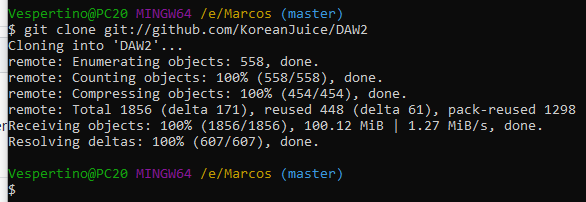 Vespertino@PC20 MINGW64 /e/Marcos (master)
$ git clone git://github.com/KoreanJuice/DAW2
Cloning into 'DAW2'...
remote: Enumerating objects: 558, done.
remote: Counting objects: 100% (558/558), done.
remote: Compressing objects: 100% (454/454), done.
remote: Total 1856 (delta 171), reused 448 (delta 61), pack-reused 1298
Receiving objects: 100% (1856/1856), 100.12 MiB | 1.27 MiB/s, done.
Resolving deltas: 100% (607/607), done.
Vespertino@PC20 MINGW64 /e/Marcos (master)
$